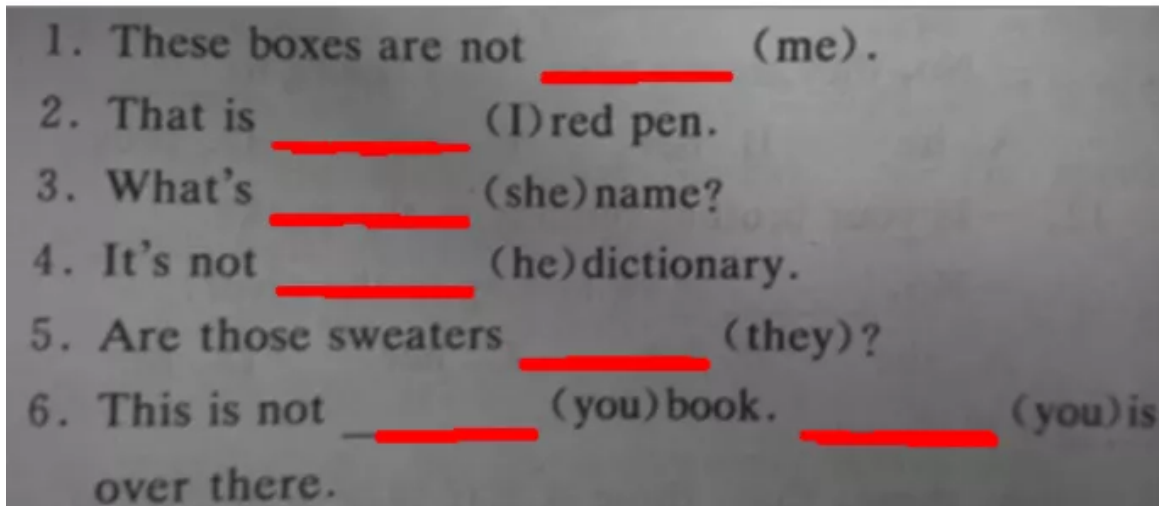 1. These boxes are not ________ (me).
2. That is ________ (I)red pen.
3. What's ________ (she)name?
4. It's not ________ (he)dictionary.
5. Are those sweaters ________ (they)?
6. This is not ________ (you)book. ________ (you)is
over there.